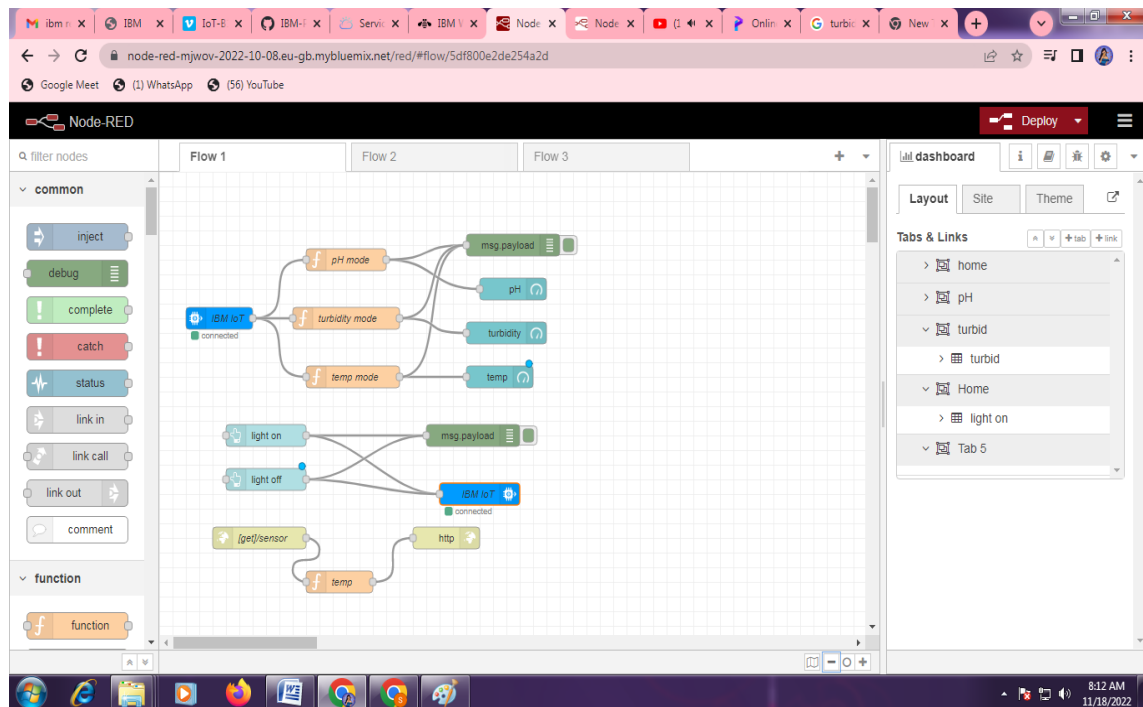 ibm n
IBM
IoT-B
IBM-I
Servic
IBM V
Node
Node
(1
Onlin
turbic
New T
node-red-mjwov-2022-10-08.eu-gb.mybluemix.net/red/#flow/5df800e2de254a2d
Google Meet
(1) WhatsApp
(56) YouTube
Node-RED
Deploy
filter nodes
Flow 1
Flow 2
Flow 3
dashboard
common
inject
debug
complete
catch
status
link in
link call
link out
comment
function
function
pH mode
msg.payload
pH
IBM IoT
connected
turbidity mode
turbidity
temp mode
temp
light on
msg.payload
light off
IBM IoT
connected
[get]/sensor
http
temp
Layout
Site
Theme
Tabs & Links
+ tab
+ link
home
pH
turbid
turbid
Home
light on
Tab 5
8:12 AM
11/18/2022